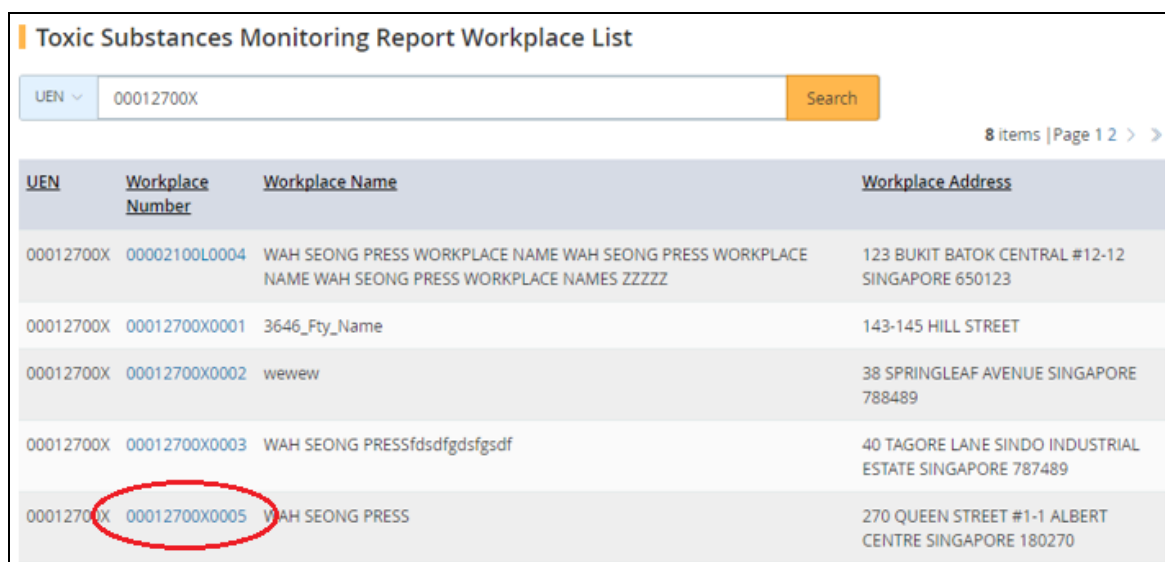 Toxic Substances Monitoring Report Workplace List
UEN 00012700X Search
8 items |Page 1 2 > »
UEN Workplace Number Workplace Name Workplace Address
00012700X 00002100L0004 WAH SEONG PRESS WORKPLACE NAME WAH SEONG PRESS WORKPLACE 123 BUKIT BATOK CENTRAL #12-12
NAME WAH SEONG PRESS WORKPLACE NAMES ZZZZZ SINGAPORE 650123
00012700X 00012700X0001 3646_Fty_Name 143-145 HILL STREET
00012700X 00012700X0002 wewew 38 SPRINGLEAF AVENUE SINGAPORE
788489
00012700X 00012700X0003 WAH SEONG PRESSfdsdfgdsfgsdf 40 TAGORE LANE SINDO INDUSTRIAL
ESTATE SINGAPORE 787489
00012700X 00012700X0005 WAH SEONG PRESS 270 QUEEN STREET #1-1 ALBERT
CENTRE SINGAPORE 180270